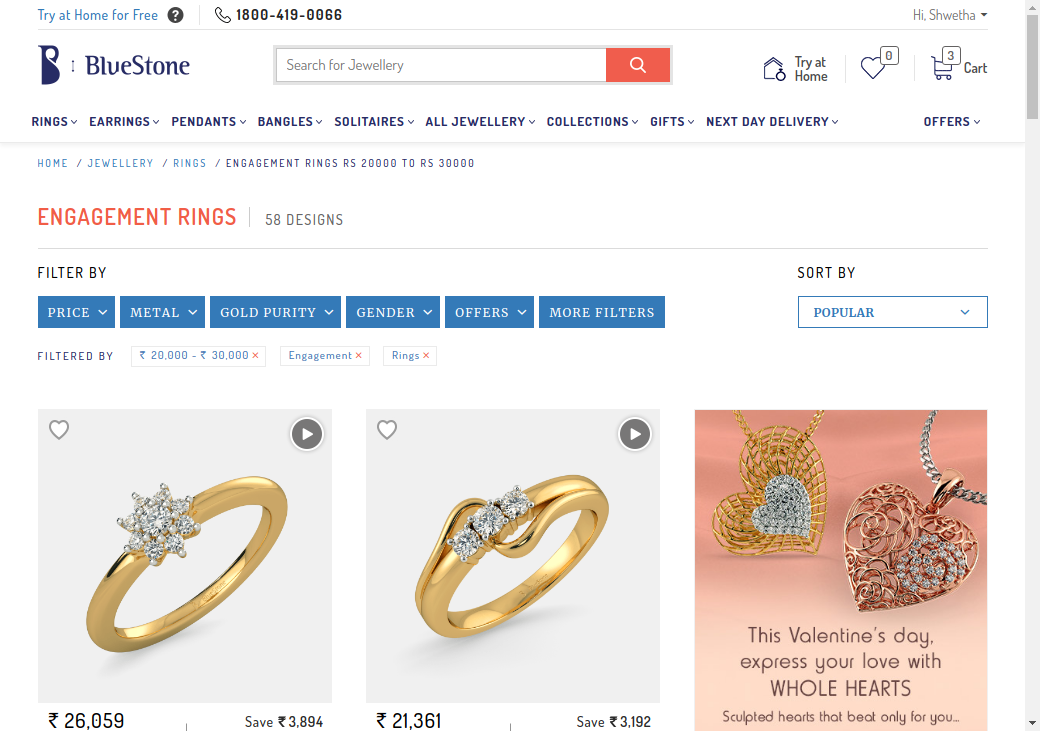 Try at Home for Free ? 1800-419-0066 Hi, Shwetha
BlueStone
Search for Jewellery
Try at Home
0
3
Cart
RINGS EARRINGS PENDANTS BANGLES SOLITAIRES ALL JEWELLERY COLLECTIONS GIFTS NEXT DAY DELIVERY OFFERS
HOME / JEWELLERY / RINGS / ENGAGEMENT RINGS RS 20000 TO RS 30000
ENGAGEMENT RINGS 58 DESIGNS
FILTER BY SORT BY
PRICE METAL GOLD PURITY GENDER OFFERS MORE FILTERS POPULAR
FILTERED BY ₹ 20,000 - ₹ 30,000 × Engagement × Rings ×
This Valentine's day,
express your love with
WHOLE HEARTS
Sculpted hearts that beat only for you...
₹ 26,059 Save ₹ 3,894 ₹ 21,361 Save ₹ 3,192